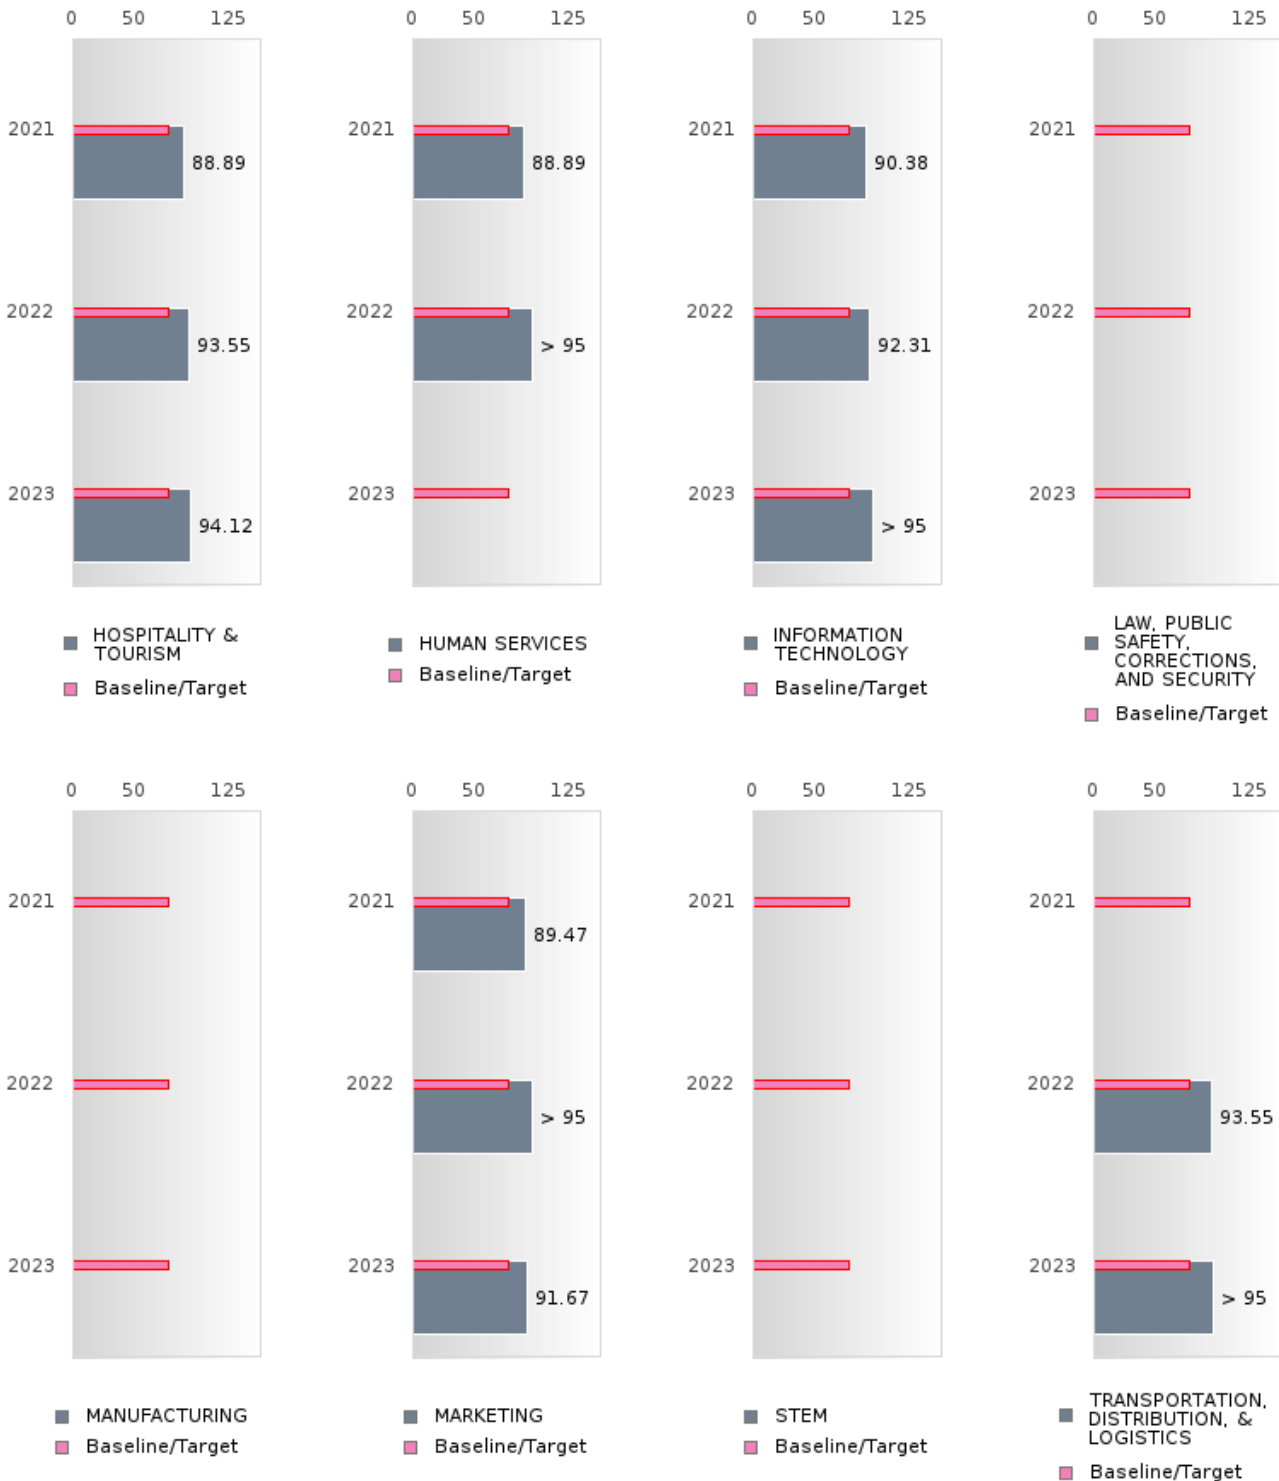 0 50 125 0 50 125 0 50 125 0 50 125
2021 88.89 2021 88.89 2021 90.38 2021
2022 93.55 2022 > 95 2022 92.31 2022
2023 94.12 2023 2023 > 95 2023
HOSPITALITY &
TOURISM
Baseline/Target
HUMAN SERVICES
Baseline/Target
INFORMATION
TECHNOLOGY
Baseline/Target
LAW, PUBLIC
SAFETY,
CORRECTIONS,
AND SECURITY
Baseline/Target
0 50 125 0 50 125 0 50 125 0 50 125
2021 2021 89.47 2021 2021
2022 2022 > 95 2022 2022 93.55
2023 2023 91.67 2023 2023 > 95
MANUFACTURING
Baseline/Target
MARKETING
Baseline/Target
STEM
Baseline/Target
TRANSPORTATION,
DISTRIBUTION, &
LOGISTICS
Baseline/Target